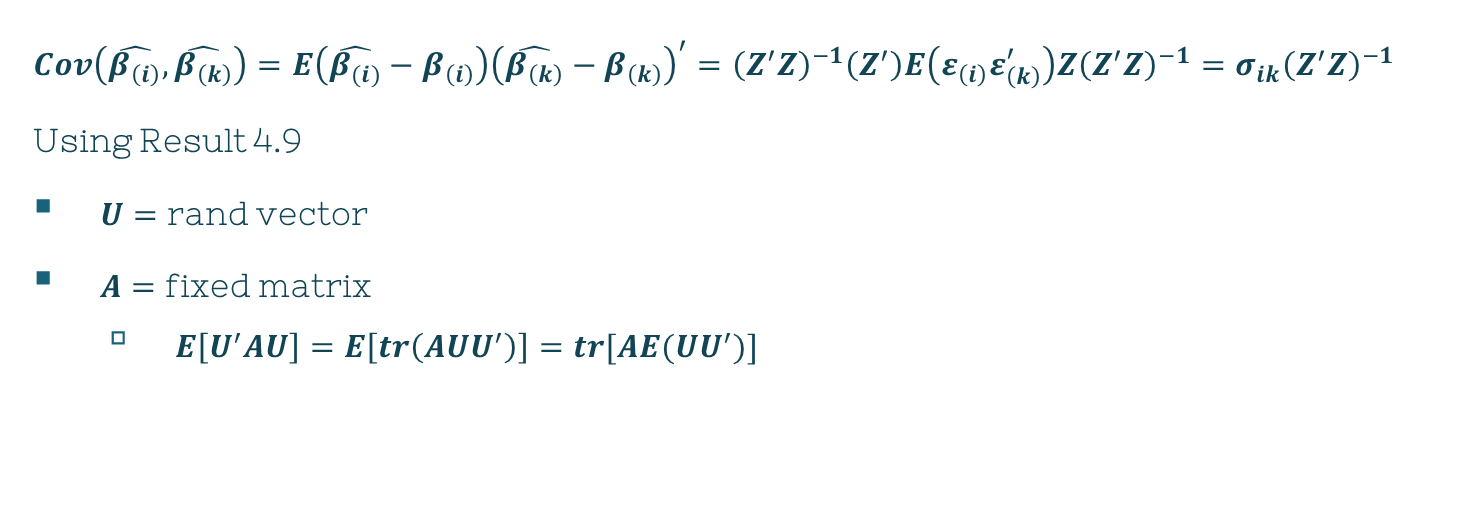 Cov(β̂(i), β̂(k)) = E(β̂(i) − β(i))(β̂(k) − β(k))′ = (Z′Z)⁻¹(Z′)E(ε(i)ε′(k))Z(Z′Z)⁻¹ = σik(Z′Z)⁻¹
Using Result 4.9
▪ U = rand vector
▪ A = fixed matrix
▫ E[U′AU] = E[tr(AUU′)] = tr[AE(UU′)]